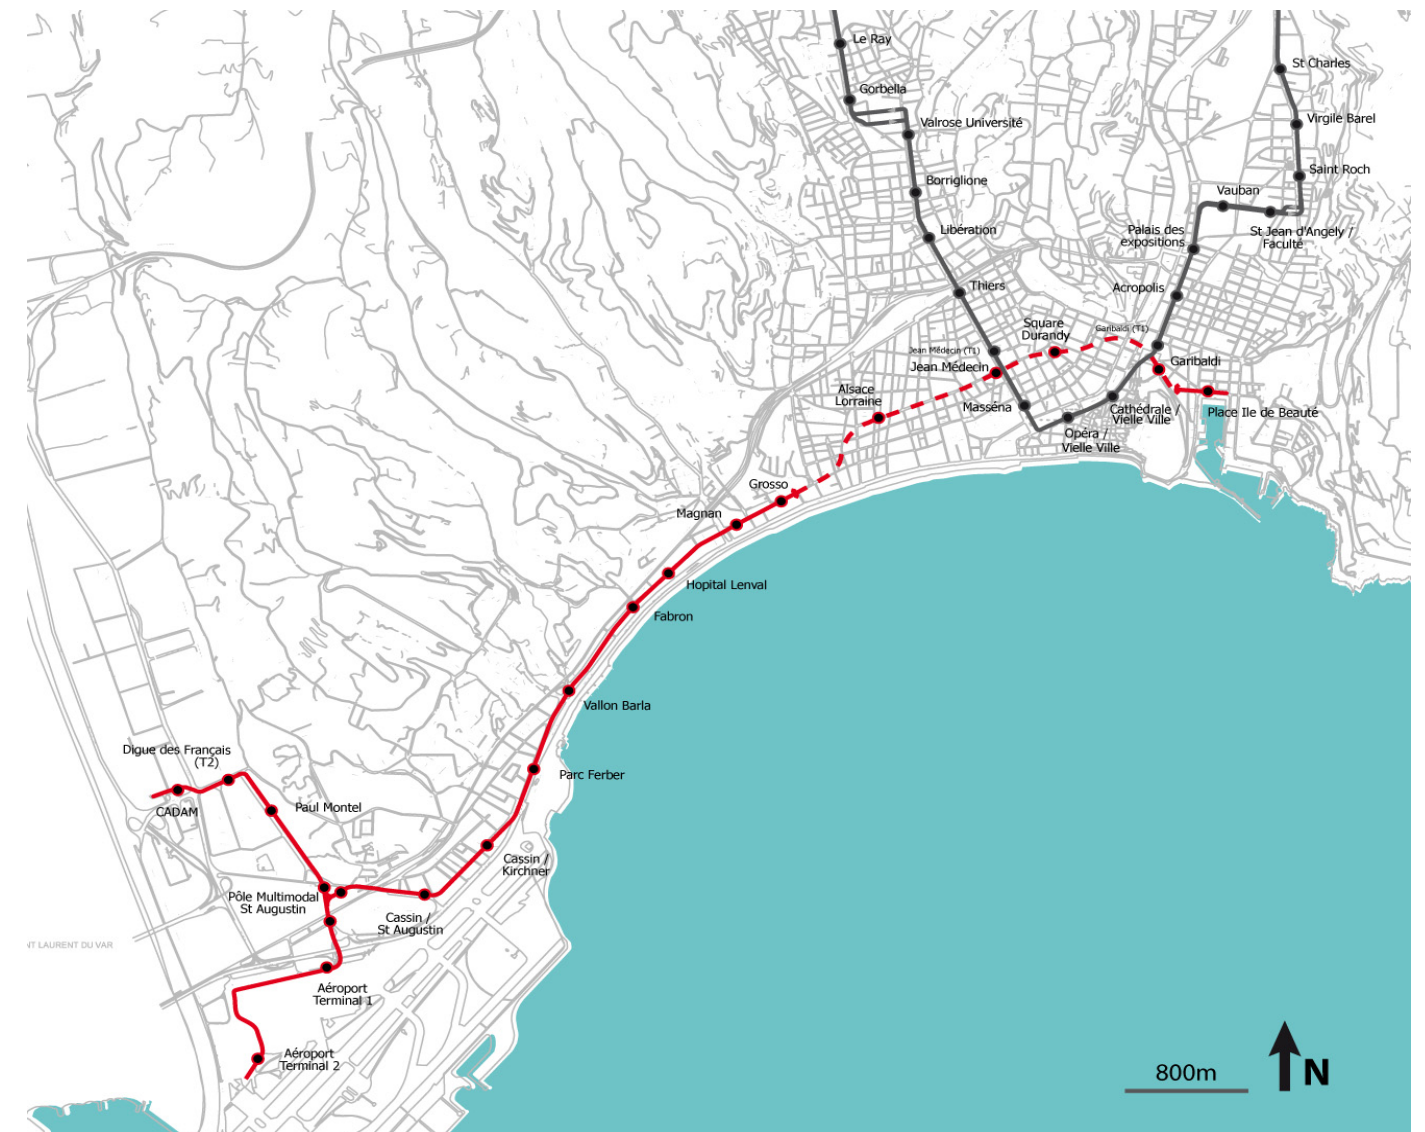 Le Ray
St Charles
Gorbella
Virgile Barel
Valrose Université
Saint Roch
Borriglione
Vauban
Libération
Palais des
expositions
St Jean d'Angely /
Faculté
Thiers
Acropolis
Square
Durandy
Garibaldi (T1)
Jean Médecin (T1)
Jean Médecin
Garibaldi
Alsace
Lorraine
Masséna
Cathédrale /
Vielle Ville
Place Ile de Beauté
Opéra /
Vielle Ville
Grosso
Magnan
Hopital Lenval
Fabron
Vallon Barla
Digue des Français
(T2)
Parc Ferber
CADAM
Paul Montel
Cassin /
Kirchner
Pôle Multimodal
St Augustin
Cassin /
St Augustin
NT LAURENT DU VAR
Aéroport
Terminal 1
Aéroport
Terminal 2
800m
N